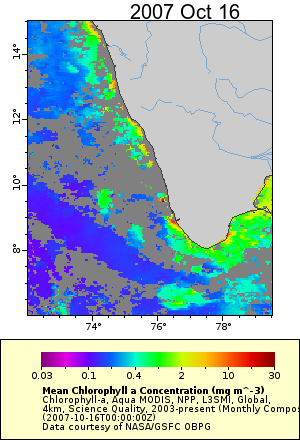 2007 Oct 16
14°
12°
10°
8°
74°
76°
78°
0.03
0.1
0.4
3
10
30
Mean Chlorophyll a Concentration (mg m^-3)
Chlorophyll-a, Aqua MODIS, NPP, L3SMI, Global,
4km, Science Quality, 2003-present (Monthly Compos
(2007-10-16T00:00:00Z)
Data courtesy of NASA/GSFC OBPG